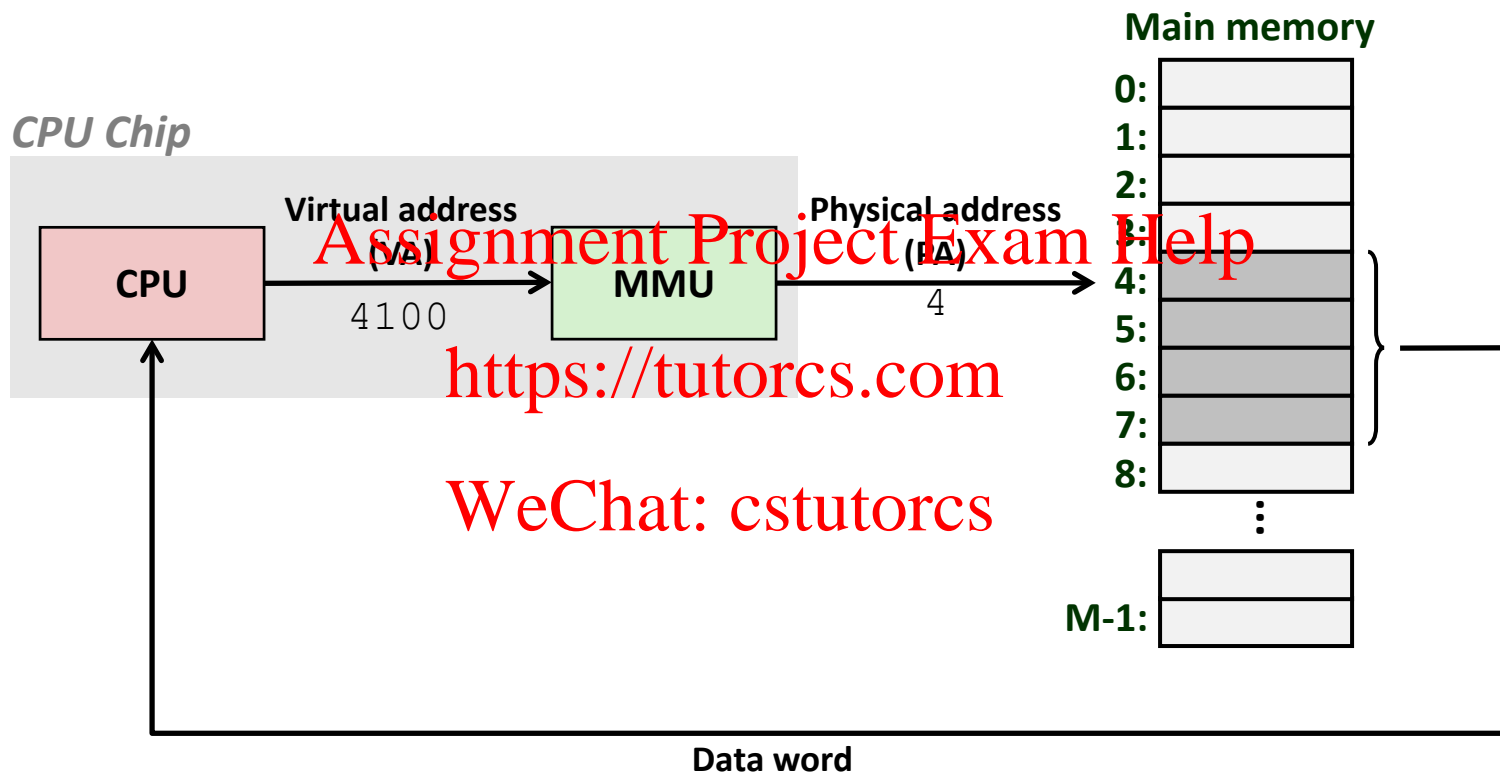 Main memory
0:
CPU Chip
1:
2:
Virtual address
Physical address
3:
Assignment Project Exam Help
(VA)
(PA)
CPU
MMU
4:
4100
4
5:
https://tutorcs.com
6:
7:
8:
WeChat: cstutorcs
...
M-1:
Data word